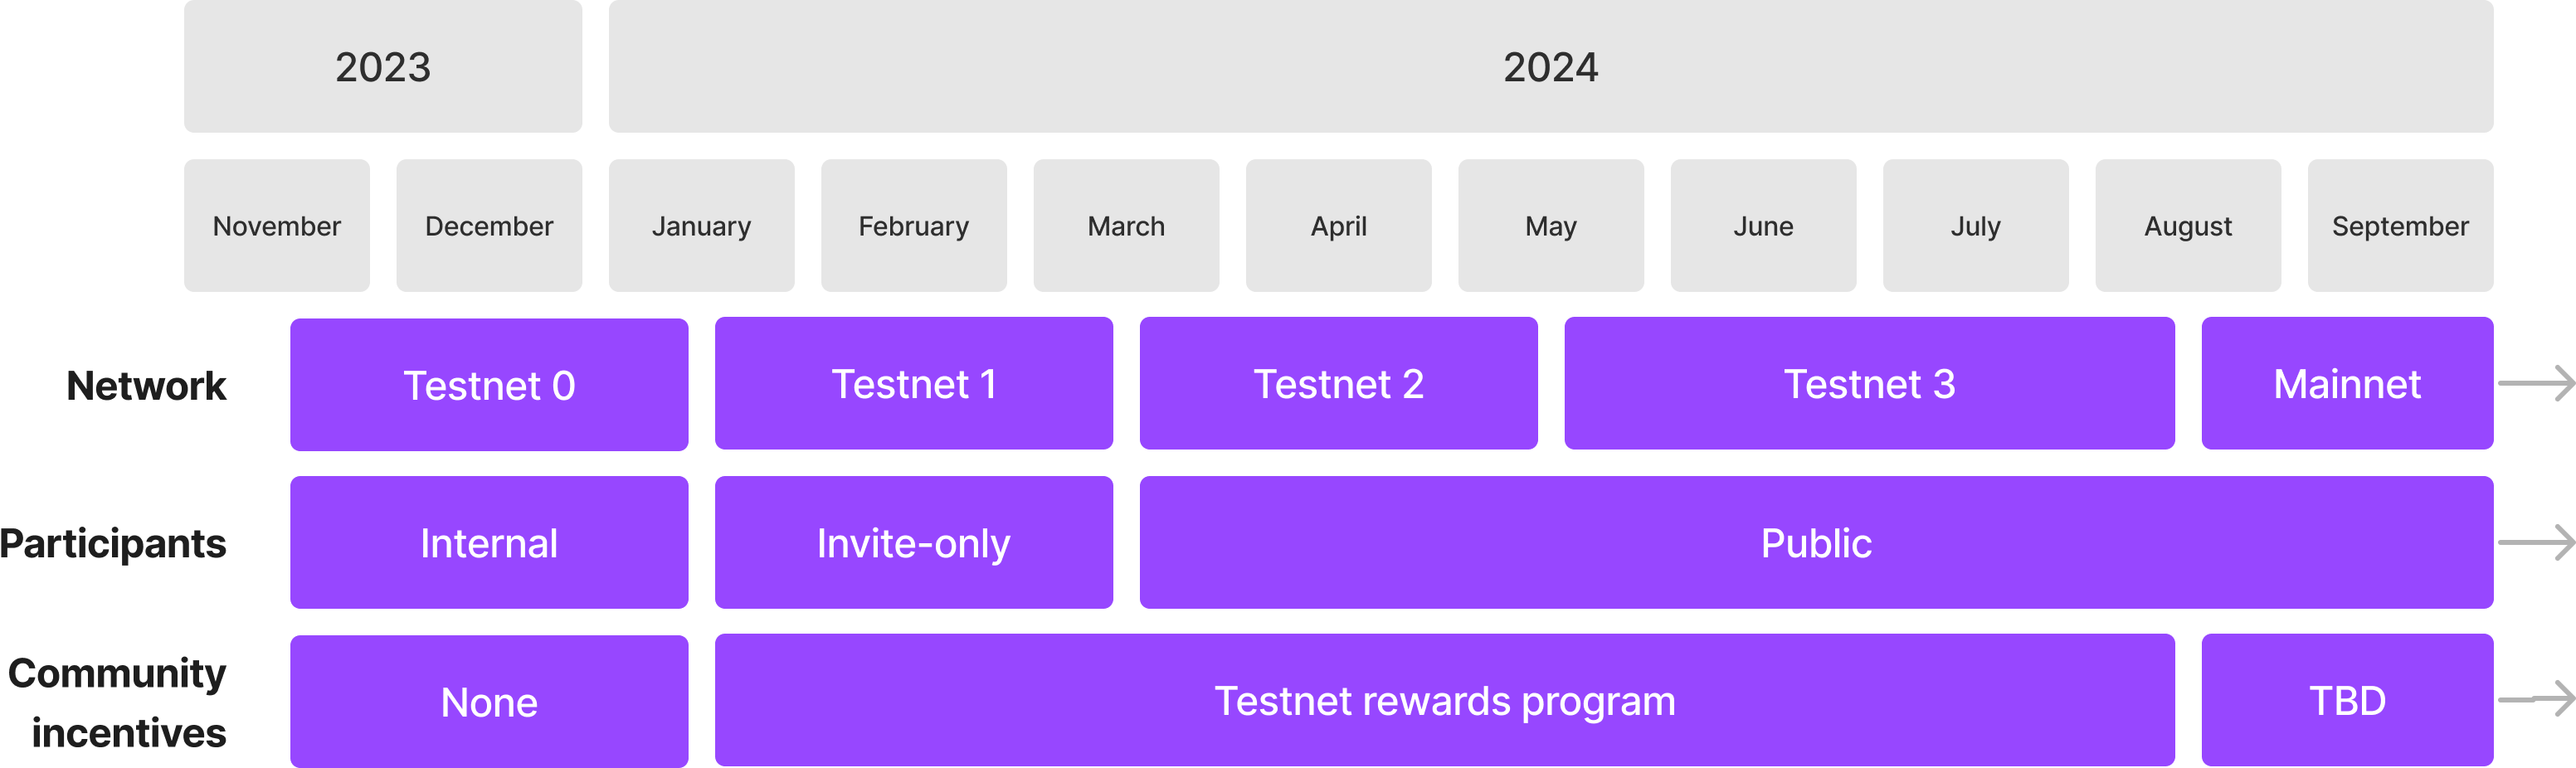 2023
2024
November
December
January
February
March
April
May
June
July
August
September
Network
Testnet 0
Testnet 1
Testnet 2
Testnet 3
Mainnet
Participants
Internal
Invite-only
Public
Community
incentives
None
Testnet rewards program
TBD